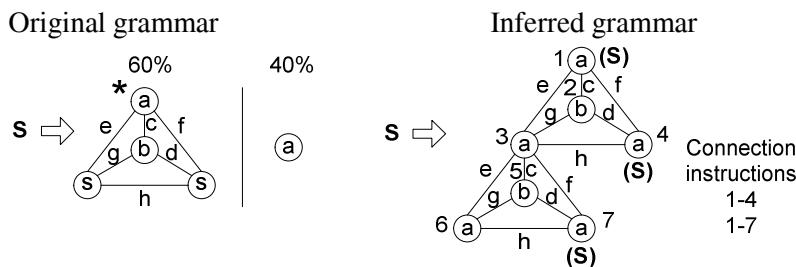 Original grammar
60%
40%
*
S
a
e
c
f
b
g
d
s
s
h
a
Inferred grammar
S
1 a (S)
e
2 c
f
b
g
d
3 a
a 4
h
(S)
e
5 c
f
b
g
d
6 a
a 7
h
(S)
Connection
instructions
1-4
1-7